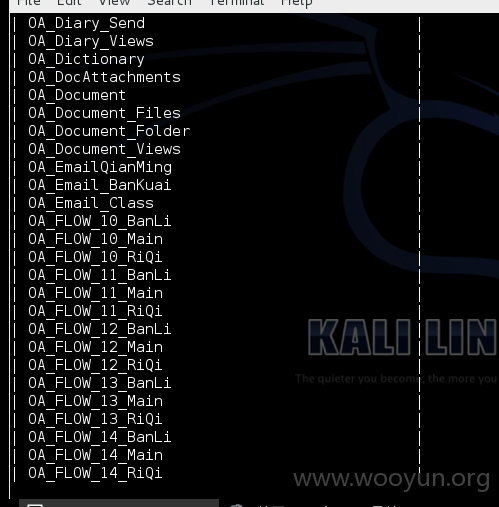 File Edit View Search Terminal Help
| OA_Diary_Send |
| OA_Diary_Views |
| OA_Dictionary |
| OA_DocAttachments |
| OA_Document |
| OA_Document_Files |
| OA_Document_Folder |
| OA_Document_Views |
| OA_EmailQianMing |
| OA_Email_BanKuai |
| OA_Email_Class |
| OA_FLOW_10_BanLi |
| OA_FLOW_10_Main |
| OA_FLOW_10_RiQi |
| OA_FLOW_11_BanLi |
| OA_FLOW_11_Main |
| OA_FLOW_11_RiQi |
| OA_FLOW_12_BanLi |
| OA_FLOW_12_Main |
| OA_FLOW_12_RiQi |
| OA_FLOW_13_BanLi |
| OA_FLOW_13_Main |
| OA_FLOW_13_RiQi |
| OA_FLOW_14_BanLi |
| OA_FLOW_14_Main |
| OA_FLOW_14_RiQi |
KALI LIN
The quieter you become, the more you
www.wooyun.org